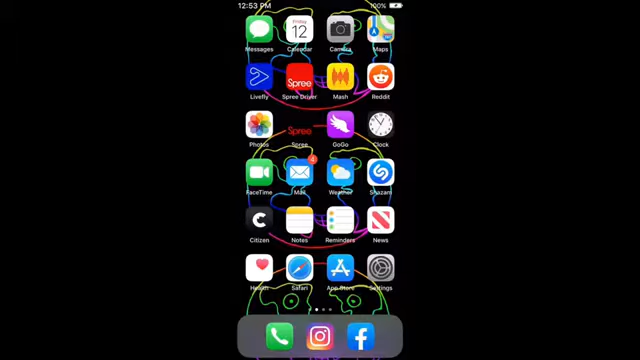 12:53 PM 100%
Friday
12
Messages Calendar Camera Maps
Spree
Livefly Spree Driver Mash Reddit
Spree
Photos Spree GoGo Clock
4
FaceTime Mail Weather Shazam
Citizen Notes Reminders News
Health Safari App Store Settings